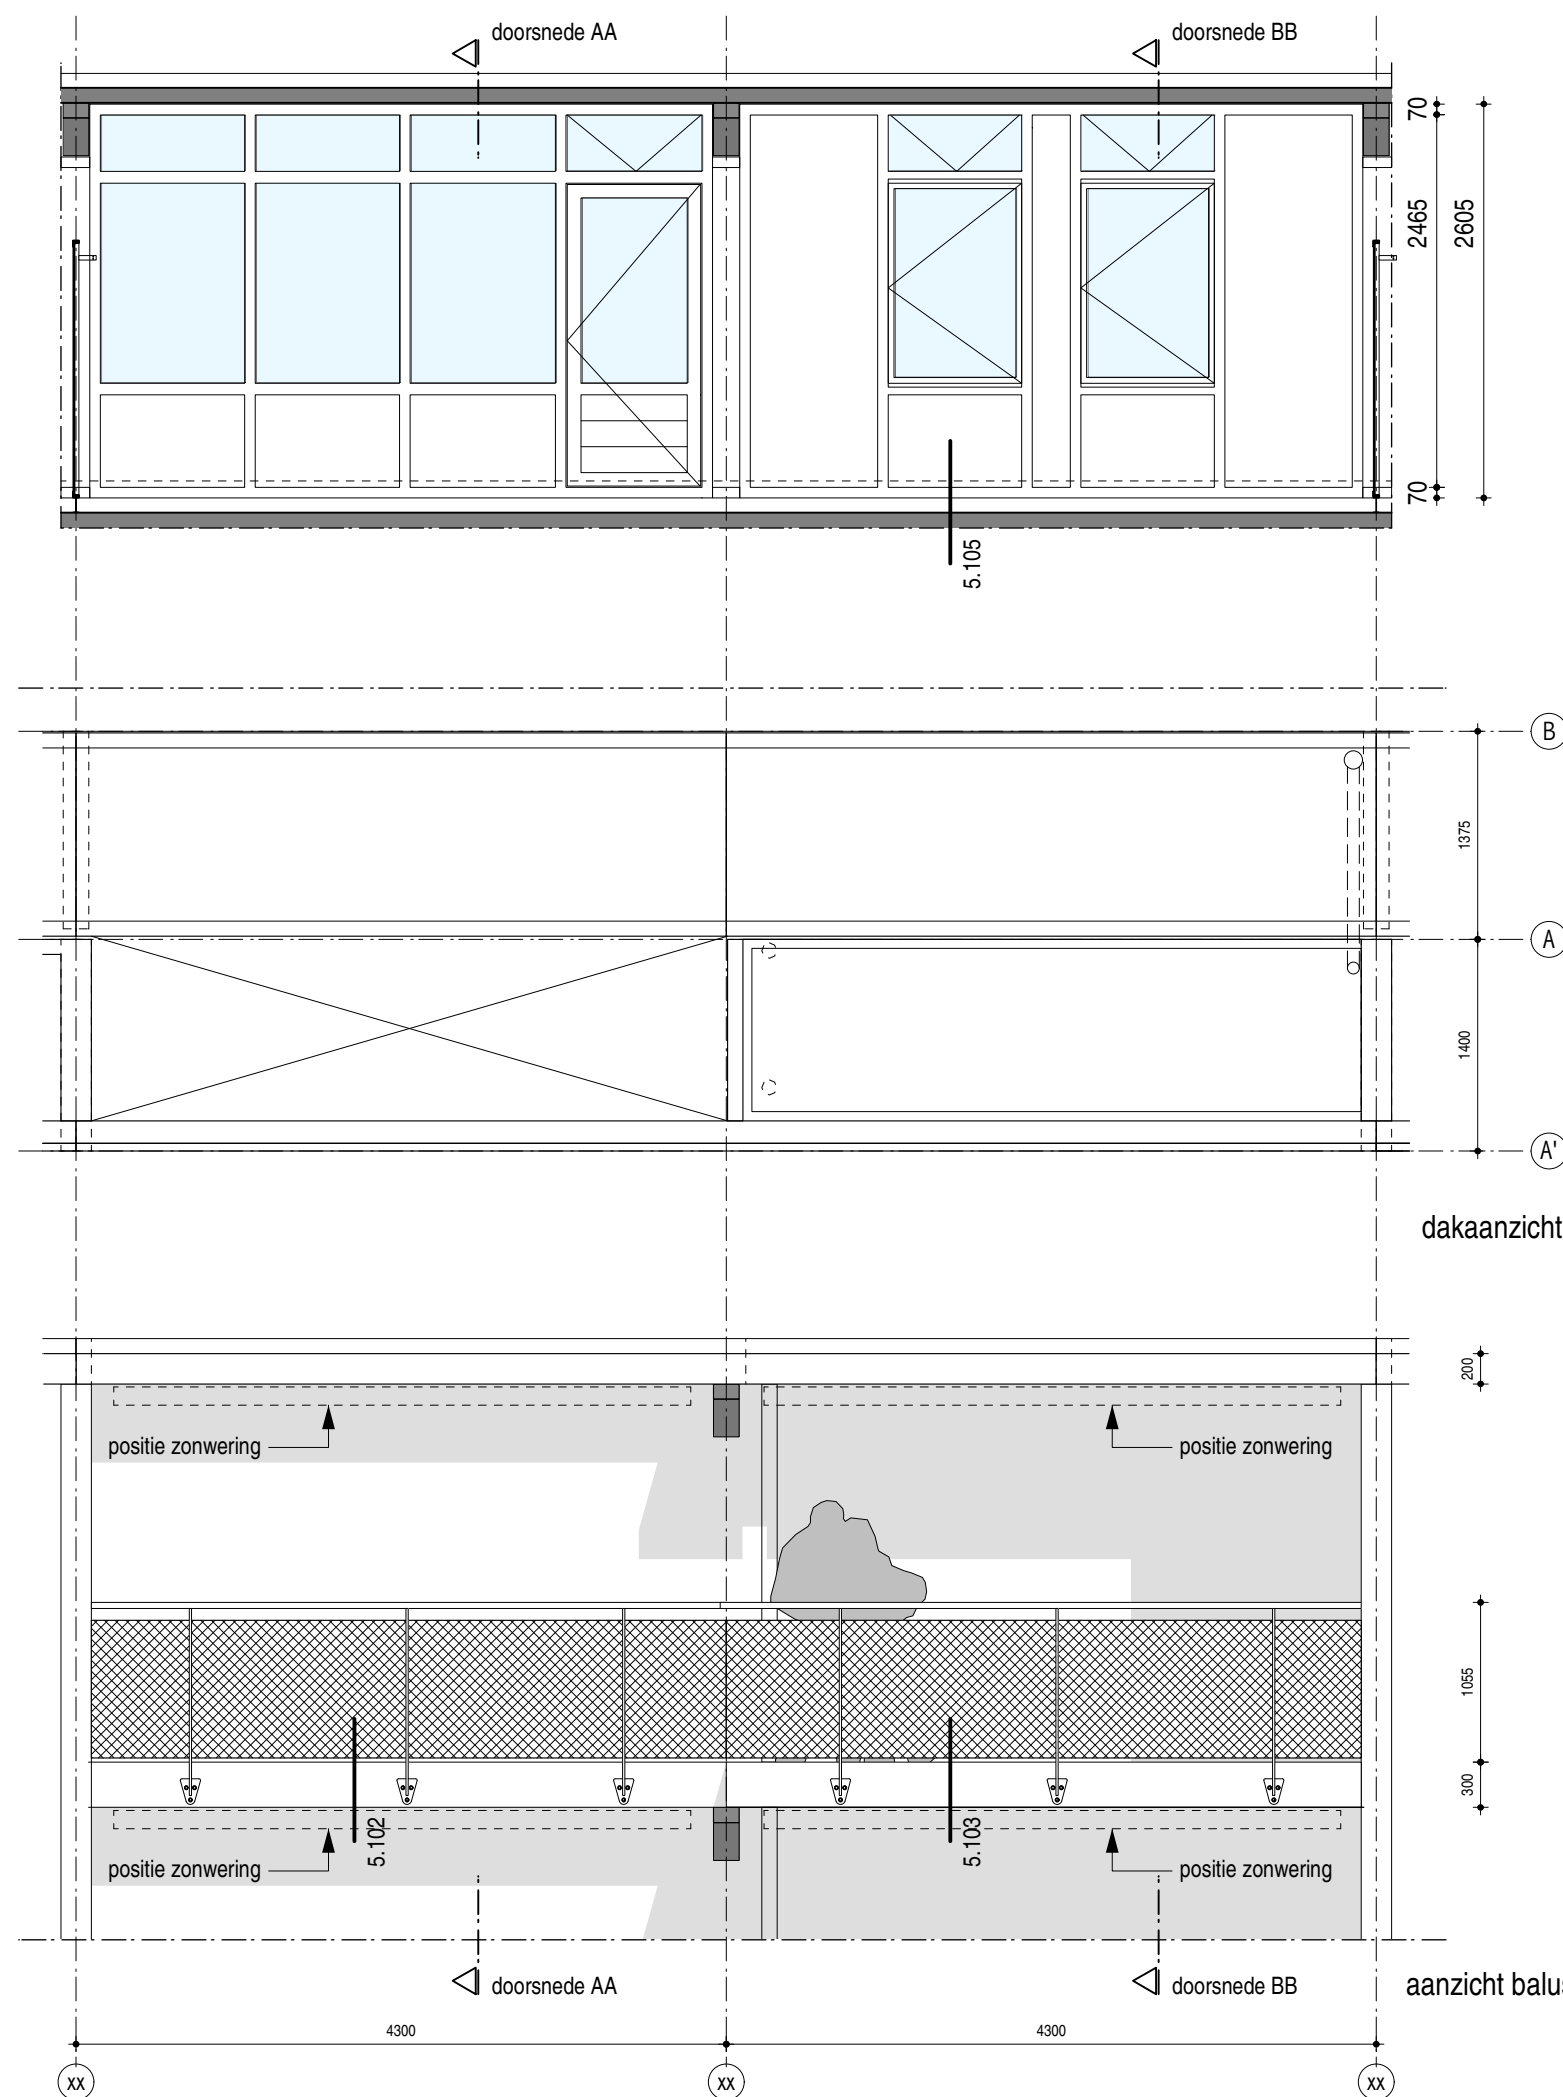 doorsnede AA
doorsnede BB
70
2465
2605
70
5.105
B
1375
A
1400
A'
dakaanzicht
200
positie zonwering
positie zonwering
1055
300
5.102
5.103
positie zonwering
positie zonwering
doorsnede AA
doorsnede BB
aanzicht balu
4300
4300
xx
xx
xx